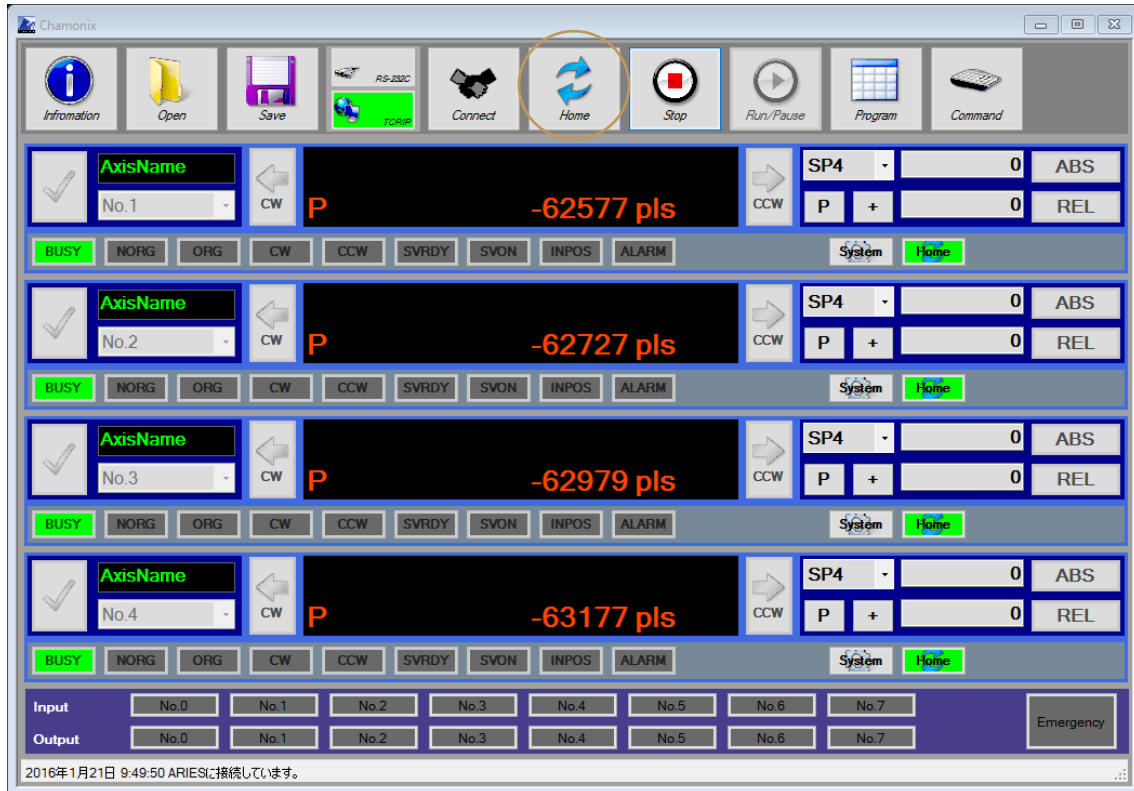 Chamonix
Infromation Open Save RS-232C TCP/IP Connect Home Stop Run/Pause Program Command
AxisName SP4 0 ABS
No.1 CW P -62577 pls CCW P + 0 REL
BUSY NORG ORG CW CCW SVRDY SVON INPOS ALARM System Home
AxisName SP4 0 ABS
No.2 CW P -62727 pls CCW P + 0 REL
BUSY NORG ORG CW CCW SVRDY SVON INPOS ALARM System Home
AxisName SP4 0 ABS
No.3 CW P -62979 pls CCW P + 0 REL
BUSY NORG ORG CW CCW SVRDY SVON INPOS ALARM System Home
AxisName SP4 0 ABS
No.4 CW P -63177 pls CCW P + 0 REL
BUSY NORG ORG CW CCW SVRDY SVON INPOS ALARM System Home
Input No.0 No.1 No.2 No.3 No.4 No.5 No.6 No.7
Emergency
Output No.0 No.1 No.2 No.3 No.4 No.5 No.6 No.7
2016年1月21日 9:49:50 ARIESに接続しています。